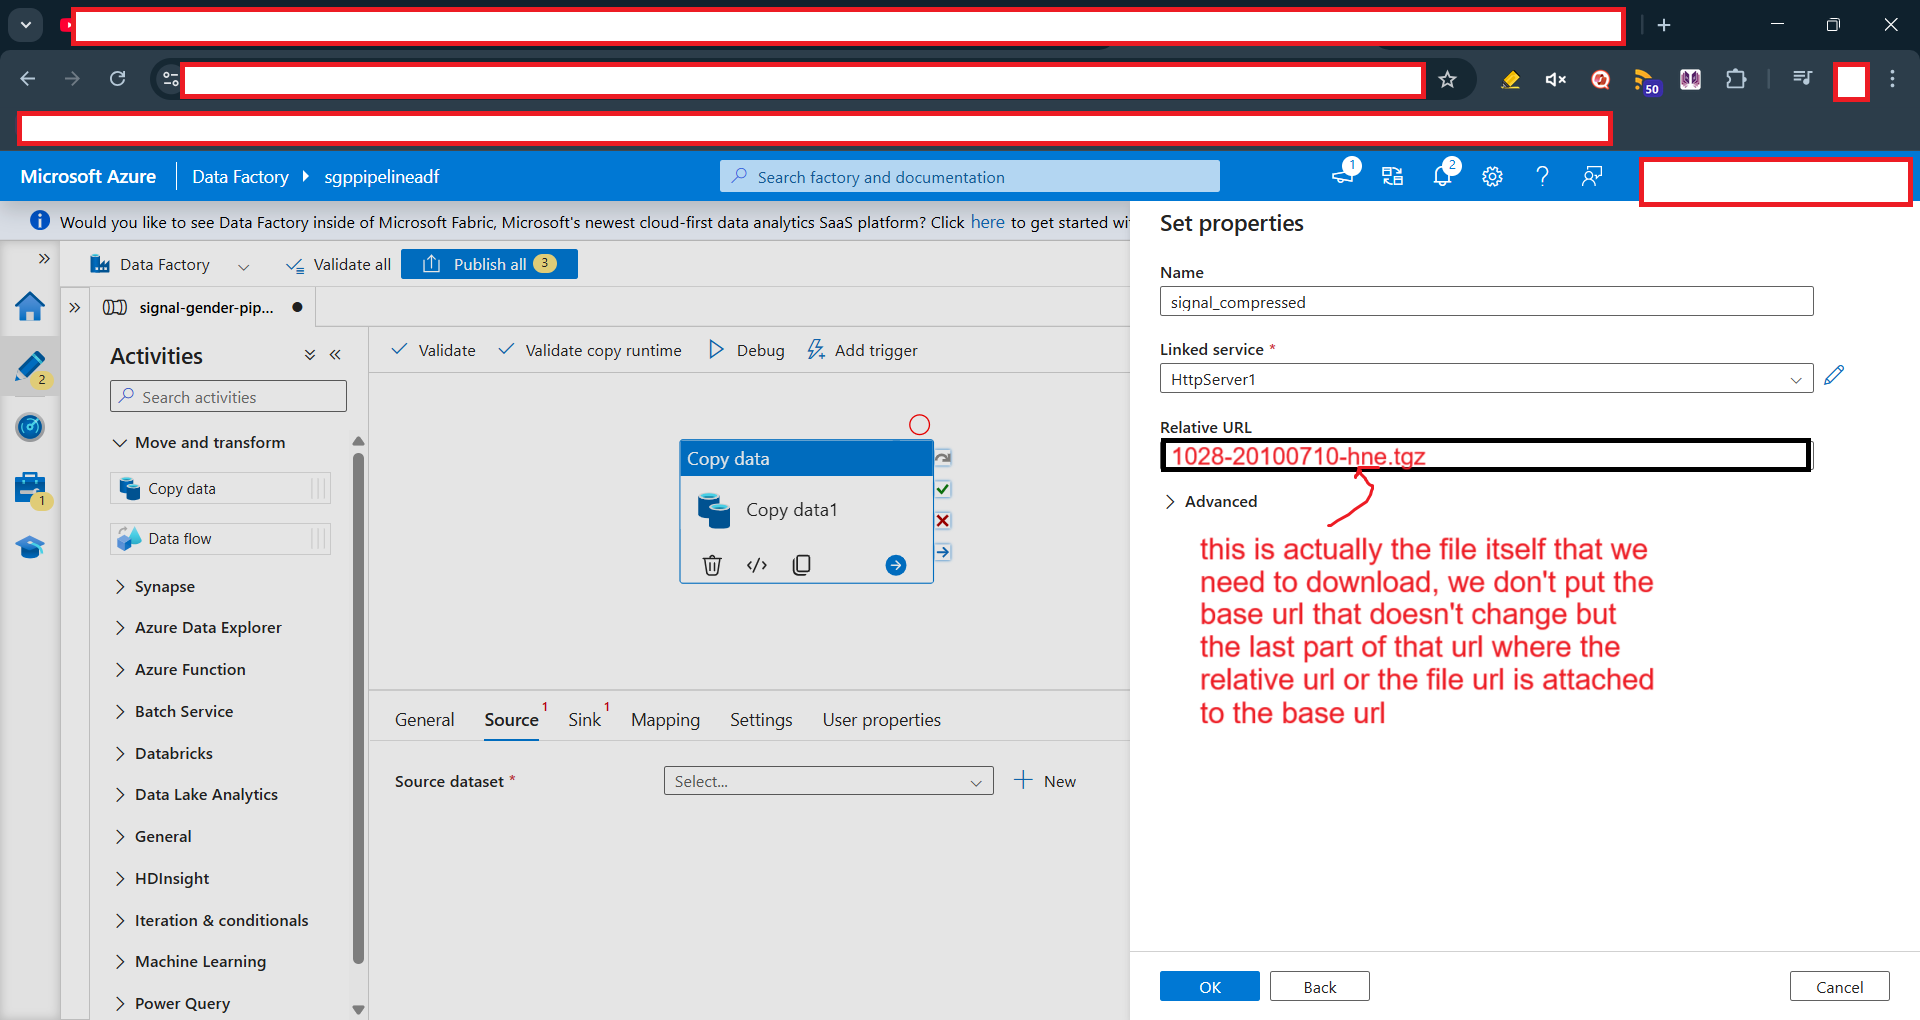 50
Microsoft Azure
Data Factory
sgppipelineadf
Search factory and documentation
1
2
Would you like to see Data Factory inside of Microsoft Fabric, Microsoft's newest cloud-first data analytics SaaS platform? Click here to get started wi
Data Factory
Validate all
Publish all
3
signal-gender-pip...
Activities
Search activities
Move and transform
Copy data
Data flow
Synapse
Azure Data Explorer
Azure Function
Batch Service
Databricks
Data Lake Analytics
General
HDInsight
Iteration & conditionals
Machine Learning
Power Query
2
1
Validate
Validate copy runtime
Debug
Add trigger
Copy data
Copy data1
General
Source 1
Sink 1
Mapping
Settings
User properties
Source dataset *
Select...
New
Set properties
Name
signal_compressed
Linked service *
HttpServer1
Relative URL
1028-20100710-hne.tgz
Advanced
this is actually the file itself that we
need to download, we don't put the
base url that doesn't change but
the last part of that url where the
relative url or the file url is attached
to the base url
OK
Back
Cancel